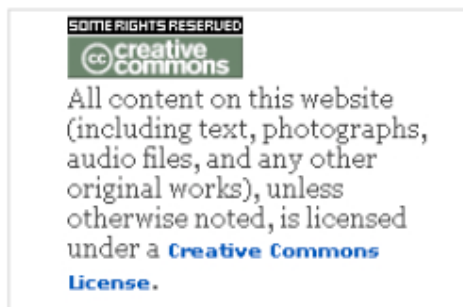 SOME RIGHTS RESERVED
cc creative
commons
All content on this website
(including text, photographs,
audio files, and any other
original works), unless
otherwise noted, is licensed
under a Creative Commons
License.